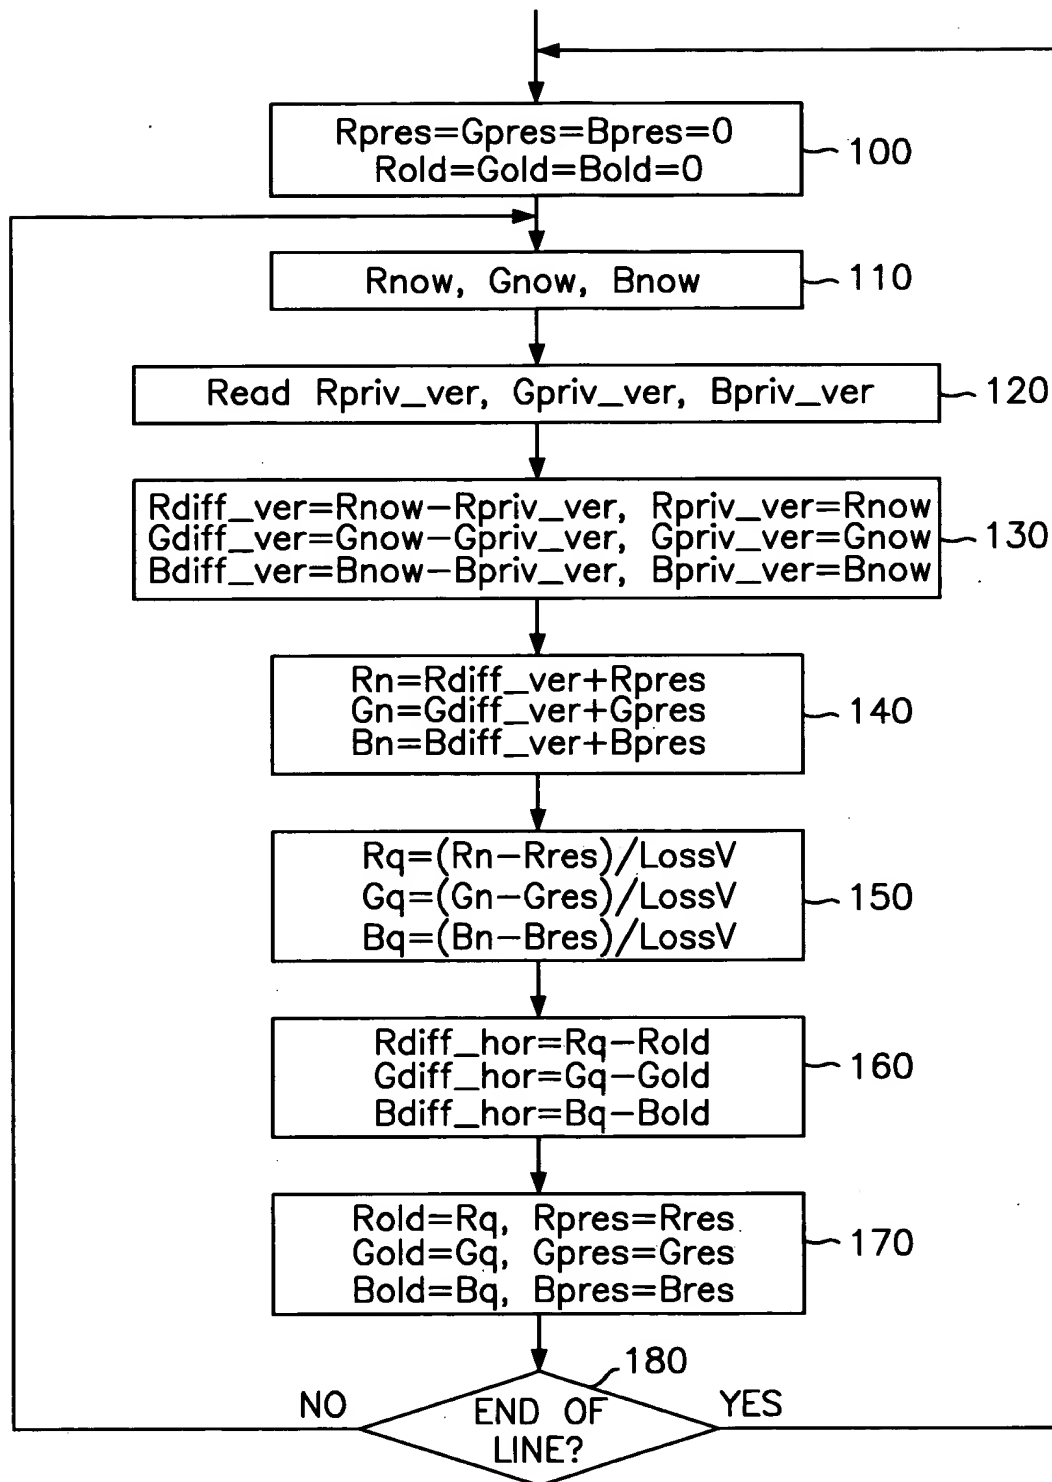 Rpres=Gpres=Bpres=0
Rold=Gold=Bold=0
100
Rnow, Gnow, Bnow
110
Read Rpriv_ver, Gpriv_ver, Bpriv_ver
120
Rdiff_ver=Rnow-Rpriv_ver, Rpriv_ver=Rnow
Gdiff_ver=Gnow-Gpriv_ver, Gpriv_ver=Gnow
Bdiff_ver=Bnow-Bpriv_ver, Bpriv_ver=Bnow
130
Rn=Rdiff_ver+Rpres
Gn=Gdiff_ver+Gpres
Bn=Bdiff_ver+Bpres
140
Rq=(Rn-Rres)/LossV
Gq=(Gn-Gres)/LossV
Bq=(Bn-Bres)/LossV
150
Rdiff_hor=Rq-Rold
Gdiff_hor=Gq-Gold
Bdiff_hor=Bq-Bold
160
Rold=Rq, Rpres=Rres
Gold=Gq, Gpres=Gres
Bold=Bq, Bpres=Bres
170
180
NO
END OF
LINE?
YES